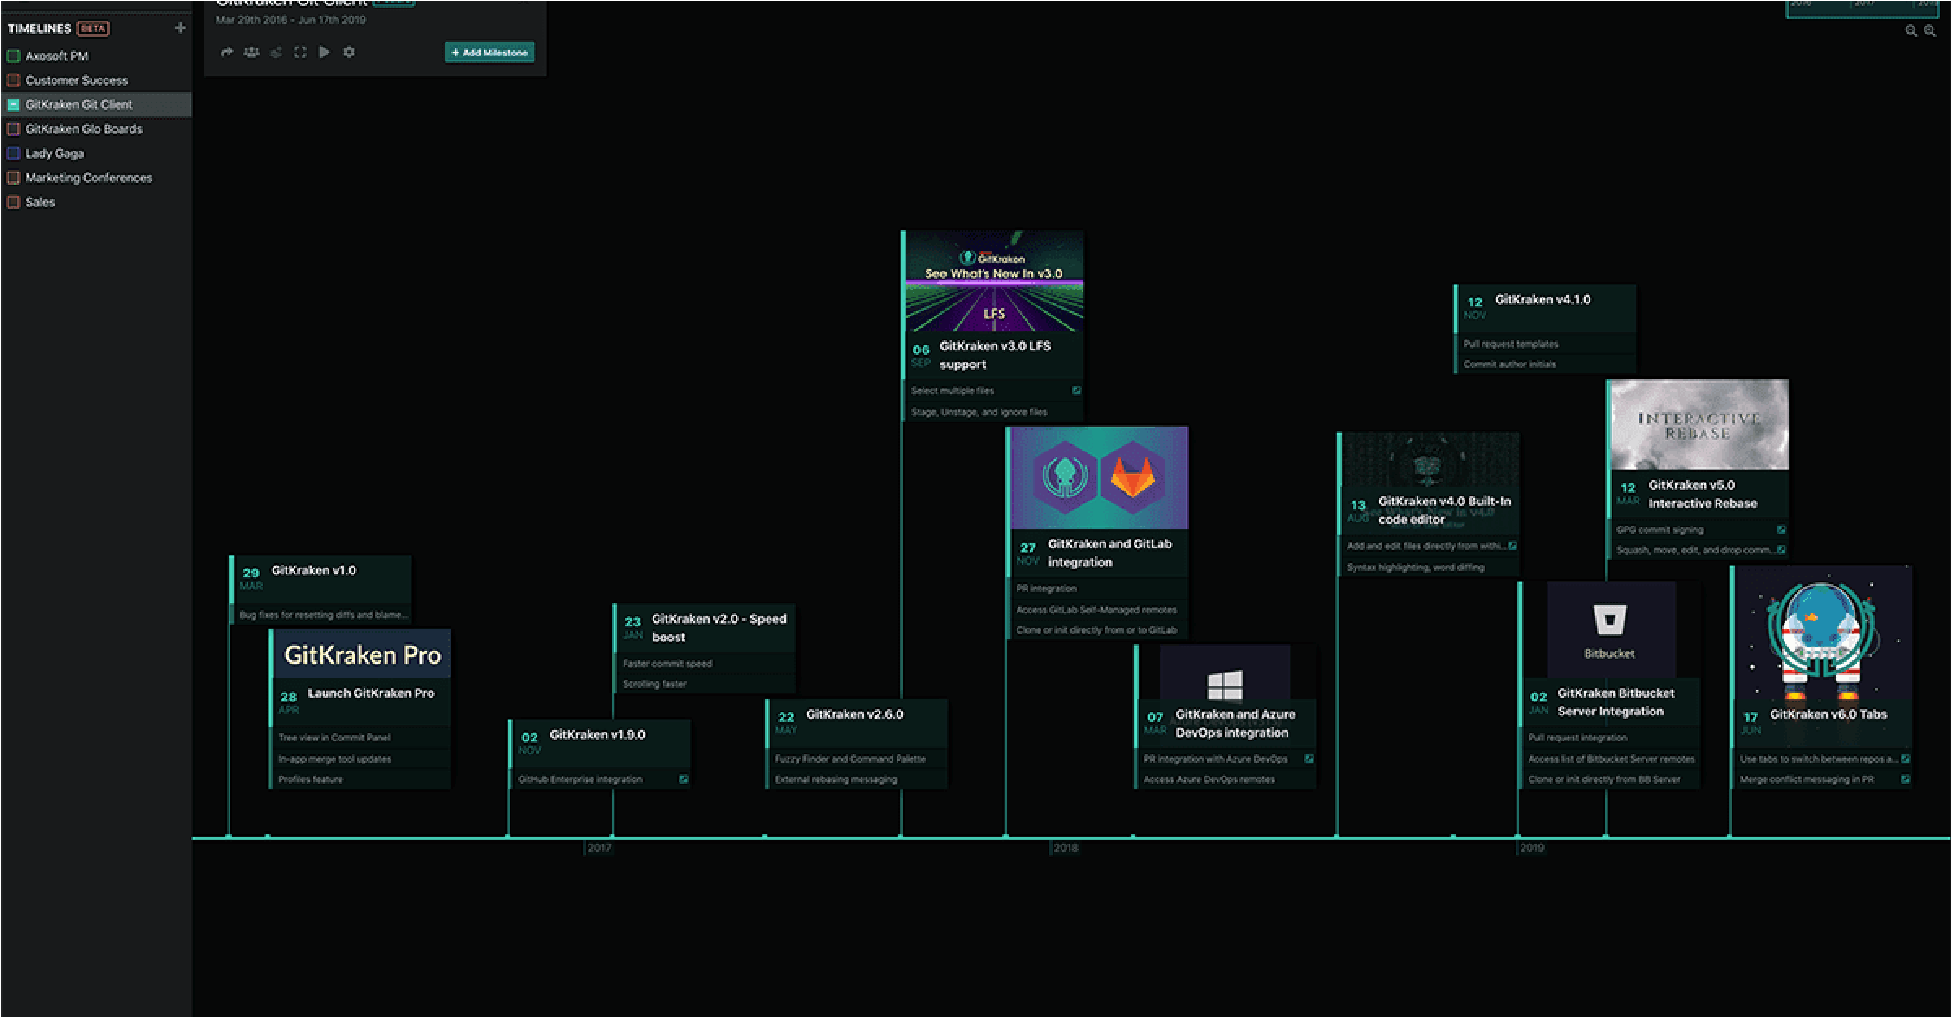 TIMELINES BETA +
Axosoft PM
Customer Success
GitKraken Git Client
GitKraken Glo Boards
Lady Gaga
Marketing Conferences
Sales
GitKraken Git Client
Mar 29th 2016 - Jun 17th 2019
+ Add Milestone
2016 2017 2018
29 MAR
GitKraken v1.0
Bug fixes for resetting diffs and blame...
GitKraken Pro
28 APR
Launch GitKraken Pro
Tree view in Commit Panel
In-app merge tool updates
Profiles feature
02 NOV
GitKraken v1.9.0
GitHub Enterprise integration
23 JAN
GitKraken v2.0 - Speed
boost
Faster commit speed
Scrolling faster
22 MAY
GitKraken v2.6.0
Fuzzy Finder and Command Palette
External rebasing messaging
GitKraken
See What's New In v3.0
LFS
06 SEP
GitKraken v3.0 LFS
support
Select multiple files
Stage, Unstage, and ignore files
27 NOV
GitKraken and GitLab
integration
PR integration
Access GitLab Self-Managed remotes
Clone or init directly from or to GitLab
07 MAR
GitKraken and Azure
DevOps integration
PR integration with Azure DevOps
Access Azure DevOps remotes
13 AUG
GitKraken v4.0 Built-In
code editor
See What's New In v4.0
Add and edit files directly from withi...
Syntax highlighting, word diffing
12 NOV
GitKraken v4.1.0
Pull request templates
Commit author initials
Bitbucket
02 JAN
GitKraken Bitbucket
Server Integration
Pull request integration
Access list of Bitbucket Server remotes
Clone or init directly from BB Server
INTERACTIVE
REBASE
12 MAR
GitKraken v5.0
Interactive Rebase
GPG commit signing
Squash, move, edit, and drop comm...
17 JUN
GitKraken v6.0 Tabs
Use tabs to switch between repos a...
Merge conflict messaging in PR
2017
2018
2019